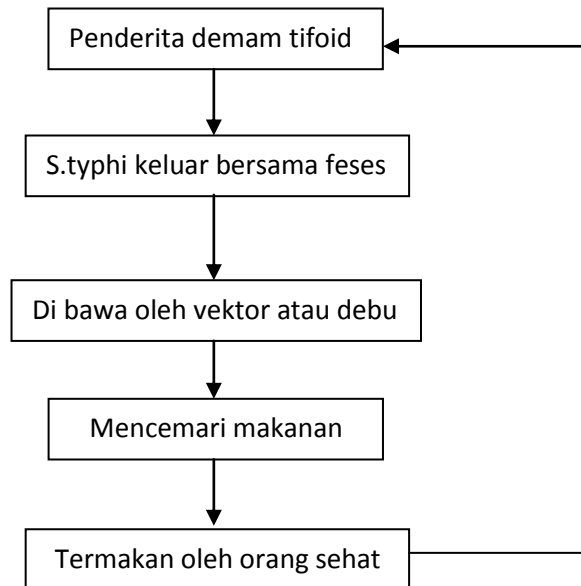 Penderita demam tifoid
S.typhi keluar bersama feses
Di bawa oleh vektor atau debu
Mencemari makanan
Termakan oleh orang sehat